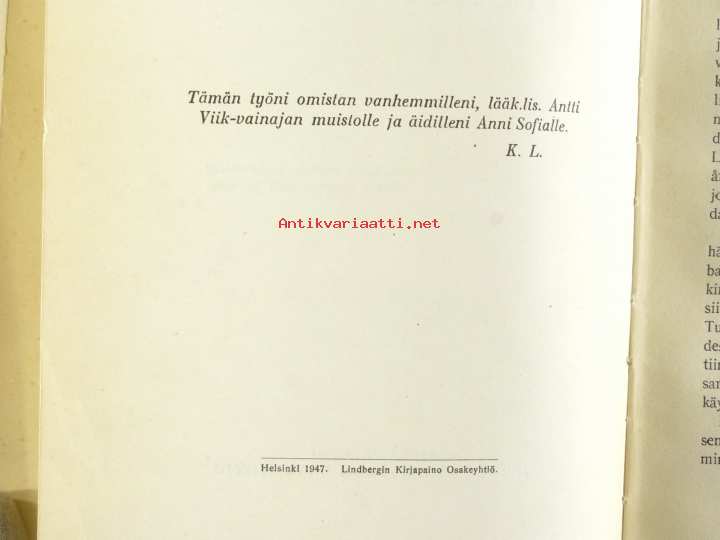 Tämän työni omistan vanhemmilleni, lääk.lis. Antti
Viik-vainajan muistolle ja äidilleni Anni Sofialle.
K. L.
Antikvariaatti.net
Helsinki 1947. Lindbergin Kirjapaino Osakeyhtiö.